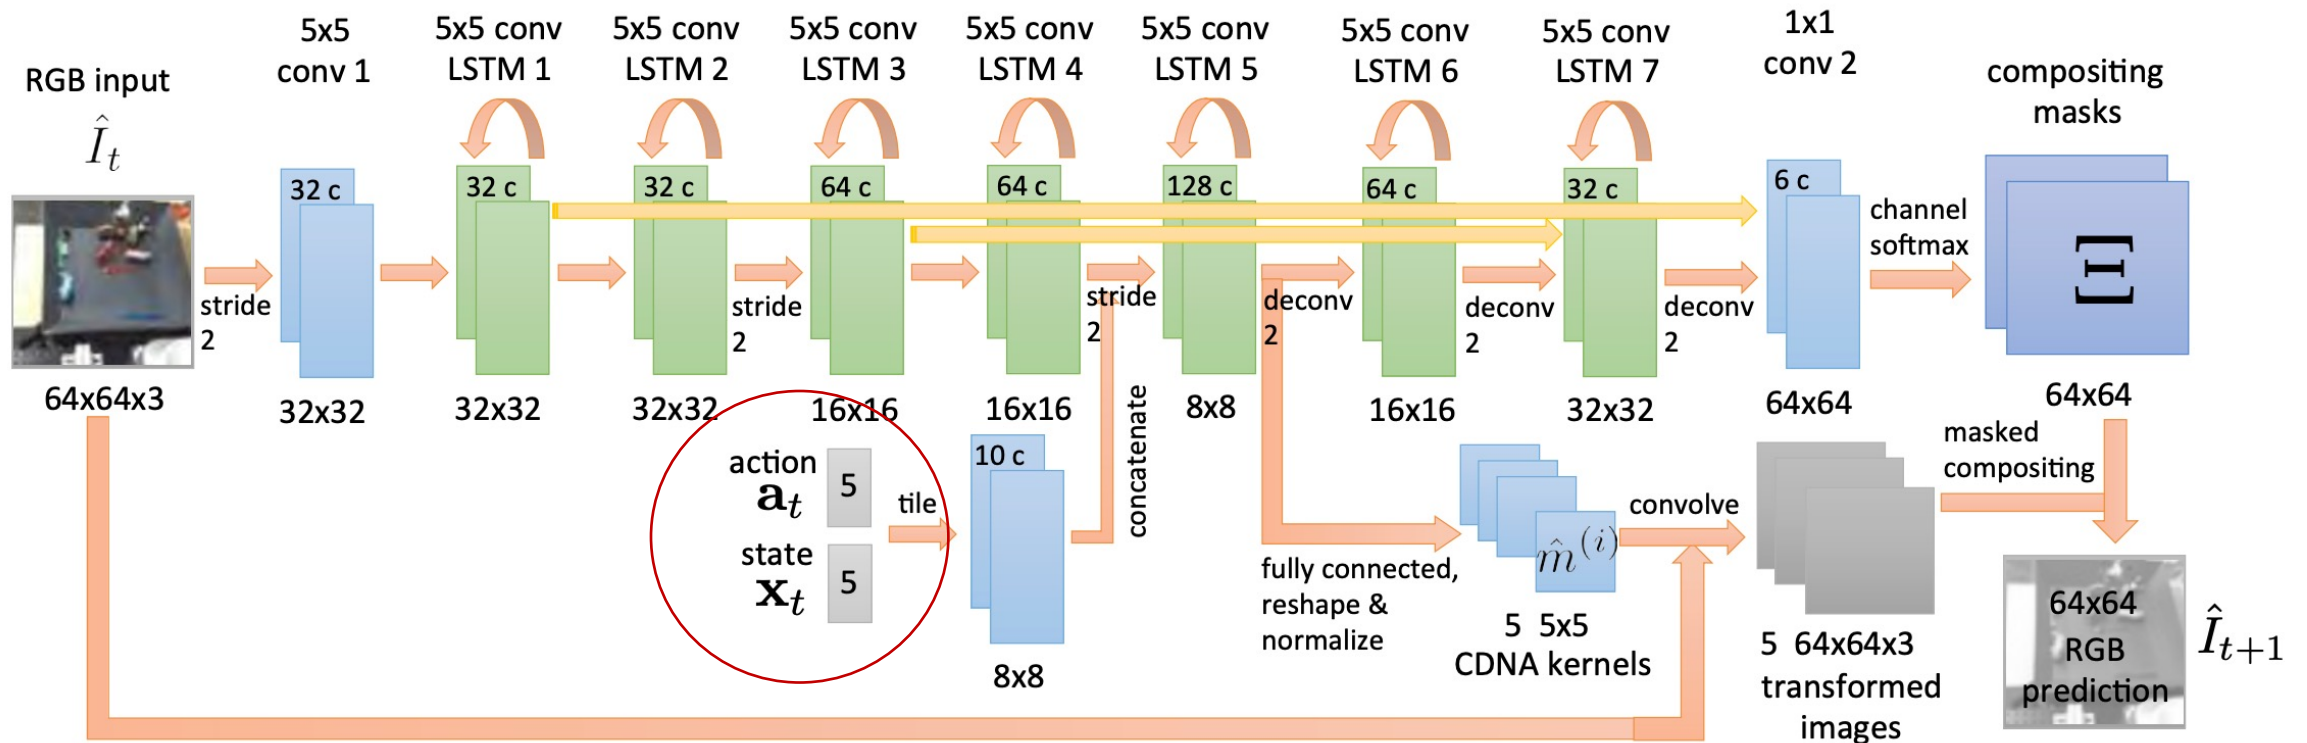 RGB input
Î_t
64x64x3
stride
2
5x5
conv 1
32 c
32x32
5x5 conv
LSTM 1
32 c
32x32
5x5 conv
LSTM 2
32 c
32x32
stride
2
5x5 conv
LSTM 3
64 c
16x16
5x5 conv
LSTM 4
64 c
16x16
stride
2
5x5 conv
LSTM 5
128 c
8x8
deconv
2
5x5 conv
LSTM 6
64 c
16x16
deconv
2
5x5 conv
LSTM 7
32 c
32x32
deconv
2
1x1
conv 2
6 c
64x64
channel
softmax
compositing
masks
Ξ
64x64
action
a_t
5
state
x_t
5
tile
10 c
8x8
concatenate
fully connected,
reshape &
normalize
m̂^(i)
5 5x5
CDNA kernels
convolve
5 64x64x3
transformed
images
masked
compositing
64x64
RGB
prediction
Î_{t+1}